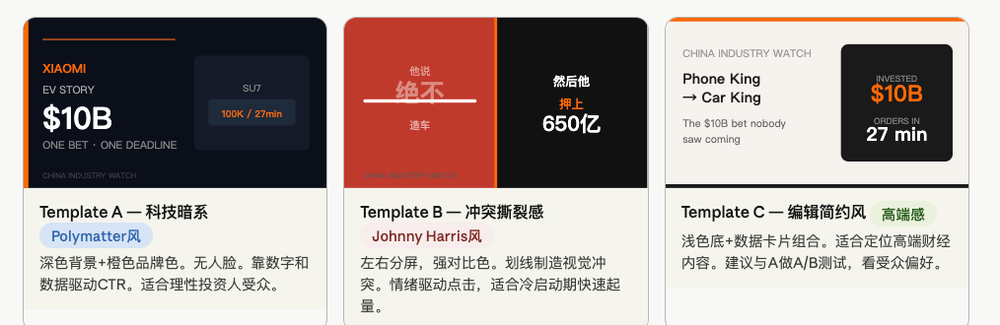 XIAOMI
EV STORY
$10B
ONE BET · ONE DEADLINE
CHINA INDUSTRY WATCH
SU7
100K / 27min
Template A — 科技暗系
Polymatter风
深色背景+橙色品牌色。无人脸。靠数字和
数据驱动CTR。适合理性投资人受众。
他说
绝不
造车
CHINA INDUSTRY WATCH
然后他
押上
650亿
Template B — 冲突撕裂感
Johnny Harris风
左右分屏，强对比色。划线制造视觉冲
突。情绪驱动点击，适合冷启动期快速起
量。
CHINA INDUSTRY WATCH
Phone King
→ Car King
The $10B bet nobody
saw coming
INVESTED
$10B
ORDERS IN
27 min
Template C — 编辑简约风 高端感
浅色底+数据卡片组合。适合定位高端财经
内容。建议与A做A/B测试，看受众偏好。